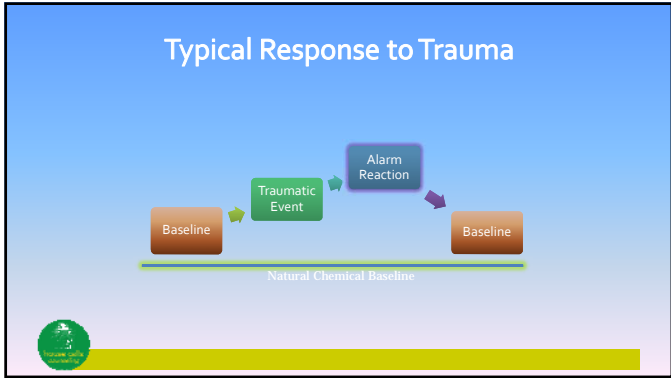 Typical Response to Trauma
Baseline
Traumatic
Event
Alarm
Reaction
Baseline
Natural Chemical Baseline